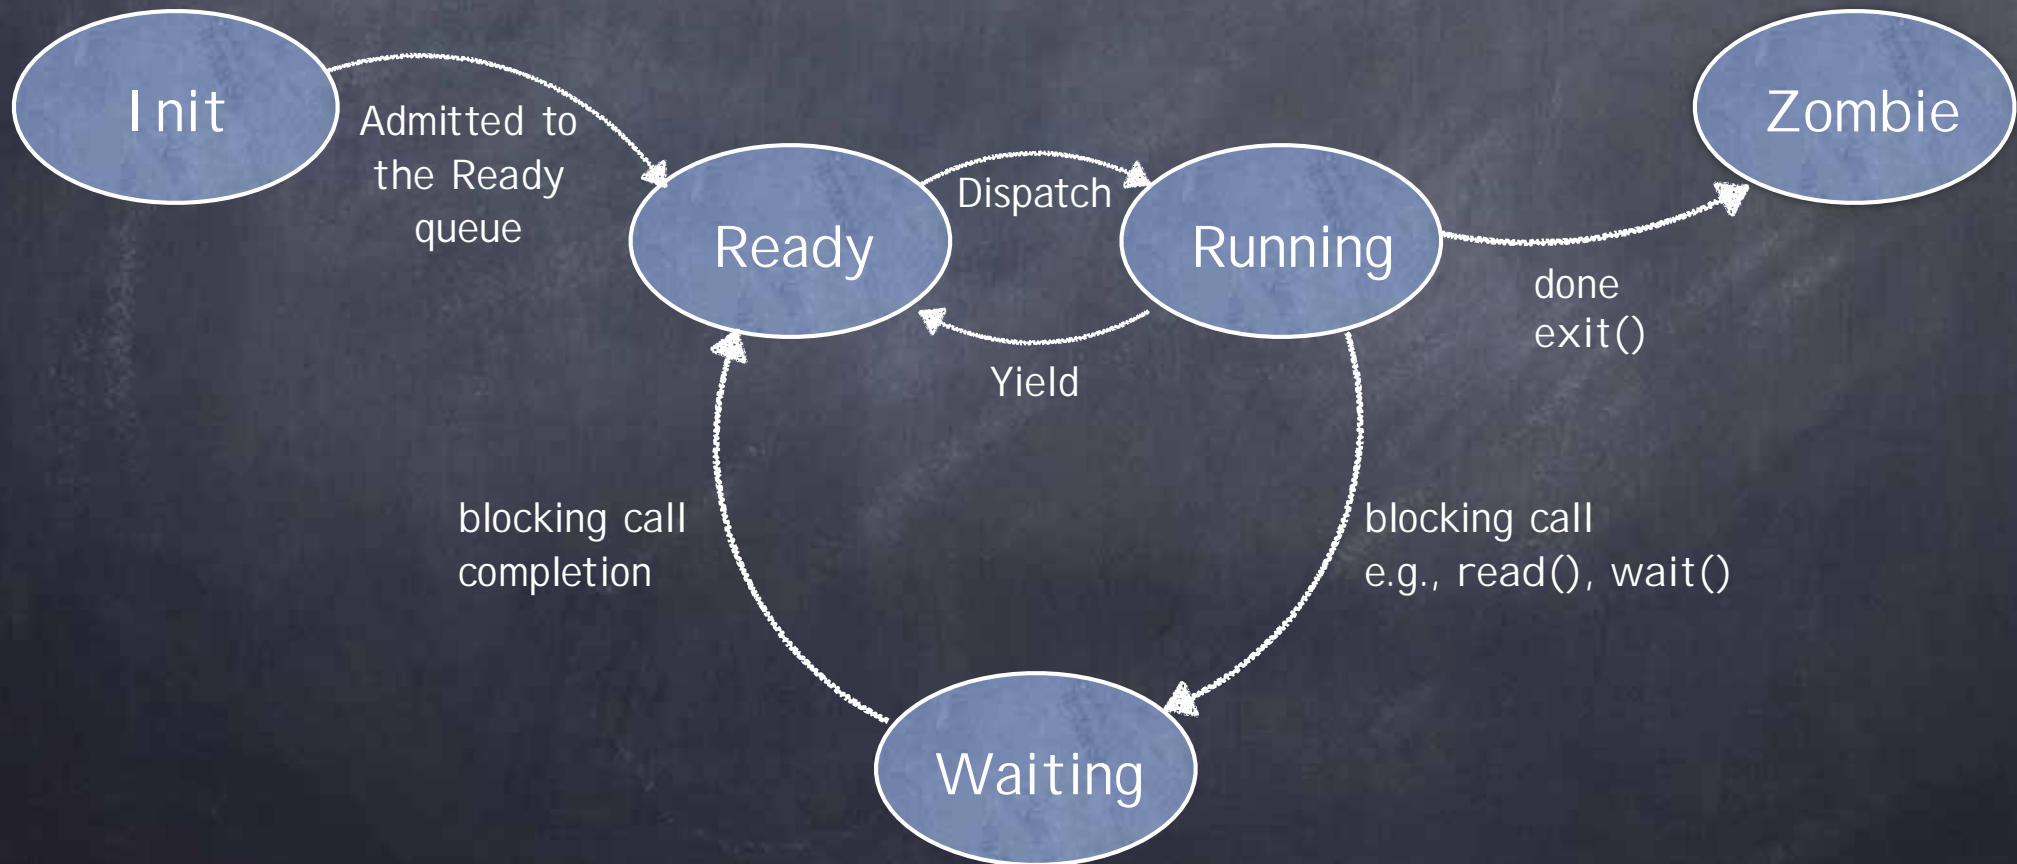 Init
Admitted to
the Ready
queue
Ready
Dispatch
Running
Zombie
done
exit()
Yield
blocking call
completion
blocking call
e.g., read(), wait()
Waiting